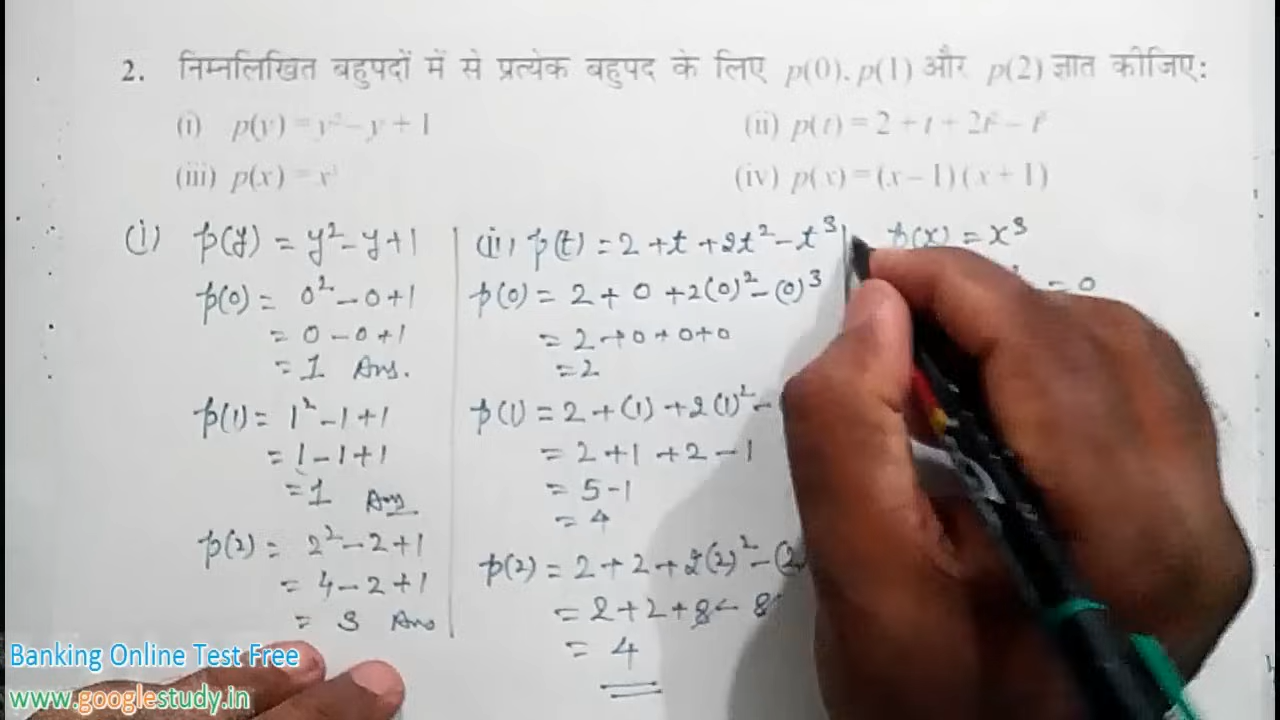 2. निम्नलिखित बहुपदों में से प्रत्येक बहुपद के लिए p(0), p(1) और p(2) ज्ञात कीजिए:
(i) p(y) = y² – y + 1
(ii) p(t) = 2 + t + 2t² – t³
(iii) p(x) = x³
(iv) p(x) = (x – 1) (x + 1)
(i) p(y) = y² – y + 1
p(0) = 0² – 0 + 1
= 0 – 0 + 1
= 1 Ans.
p(1) = 1² – 1 + 1
= 1 – 1 + 1
= 1 Ans
p(2) = 2² – 2 + 1
= 4 – 2 + 1
= 3 Ans
(ii) p(t) = 2 + t + 2t² – t³
p(0) = 2 + 0 + 2(0)² – (0)³
= 2 + 0 + 0 + 0
= 2
p(1) = 2 + (1) + 2(1)² –
= 2 + 1 + 2 – 1
= 5 – 1
= 4
p(2) = 2 + 2 + 2(2)² – (2
= 2 + 2 + 8 – 8
= 4
p(x) = x³
= 0
Banking Online Test Free
www.googlestudy.in